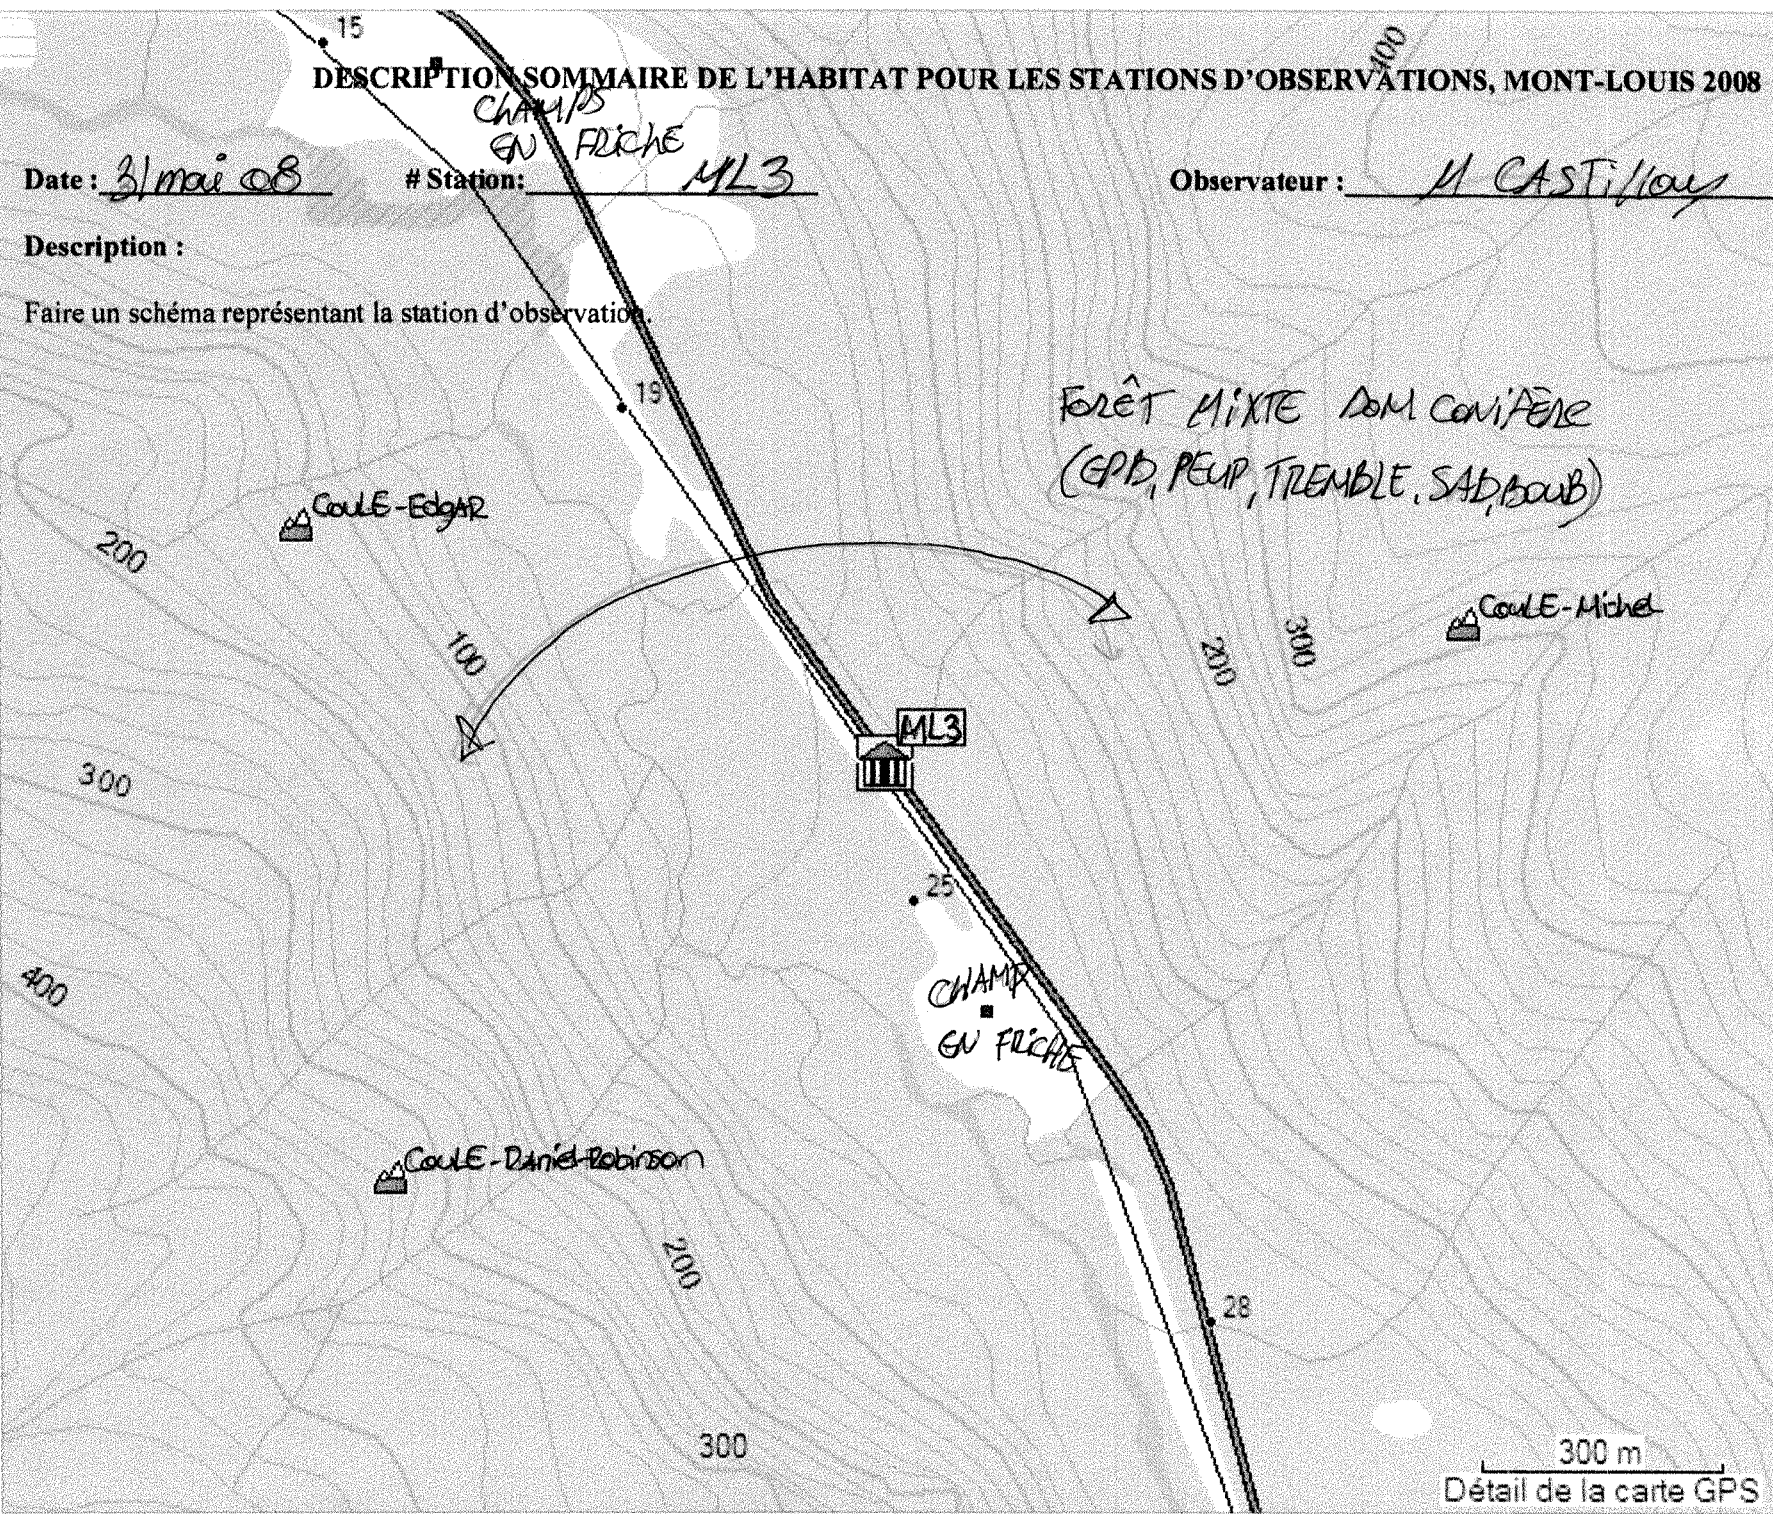 15
400
DESCRIPTION SOMMAIRE DE L'HABITAT POUR LES STATIONS D'OBSERVATIONS, MONT-LOUIS 2008
CHAMPS
EN FRICHE
Date : 31 mai 08 # Station: ML3 Observateur : M CASTILLOUX
Description :
Faire un schéma représentant la station d'observation.
19
FORÊT MIXTE DOM CONIFÈRE
(EPB, PEUP, TREMBLE, SAB, BOUB)
COULE-EdgAR
200
COULE-Michel
100
200
300
ML3
300
25
400
CHAMP
EN FRICHE
COULE-DANiel-Robinson
200
28
300
300 m
Détail de la carte GPS